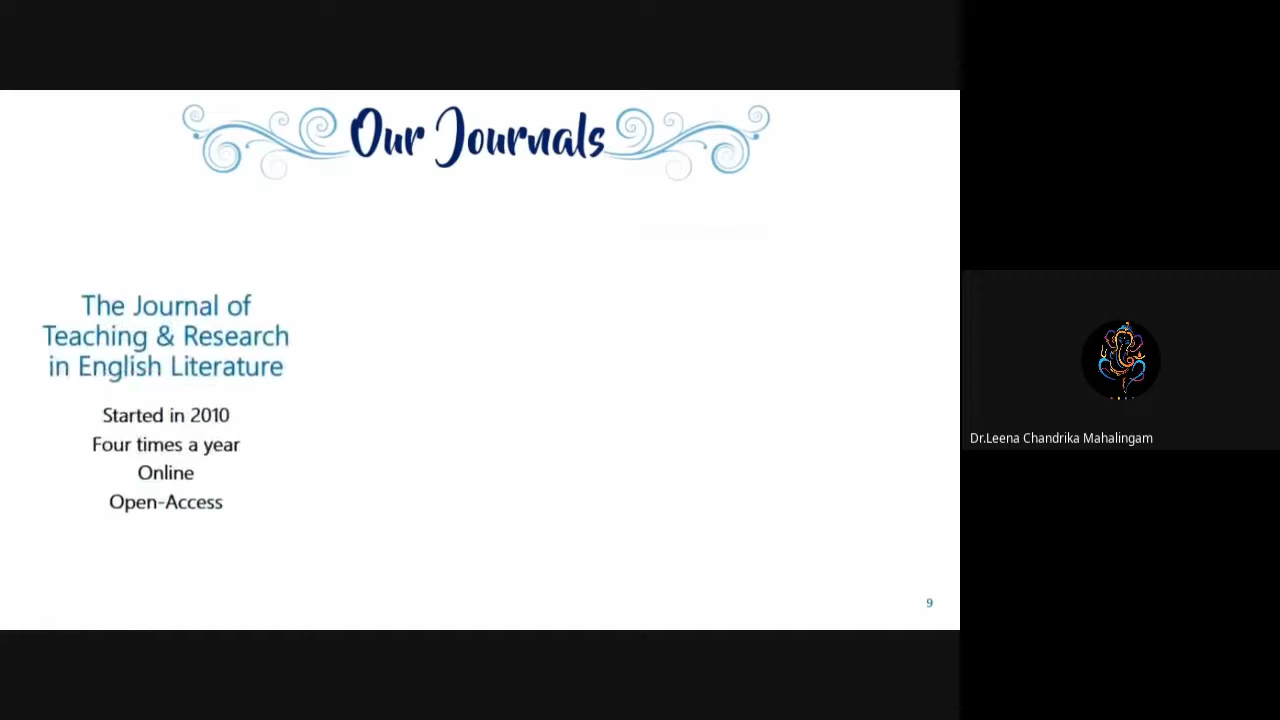 Our Journals
The Journal of
Teaching & Research
in English Literature
Started in 2010
Four times a year
Online
Open-Access
9
Dr.Leena Chandrika Mahalingam